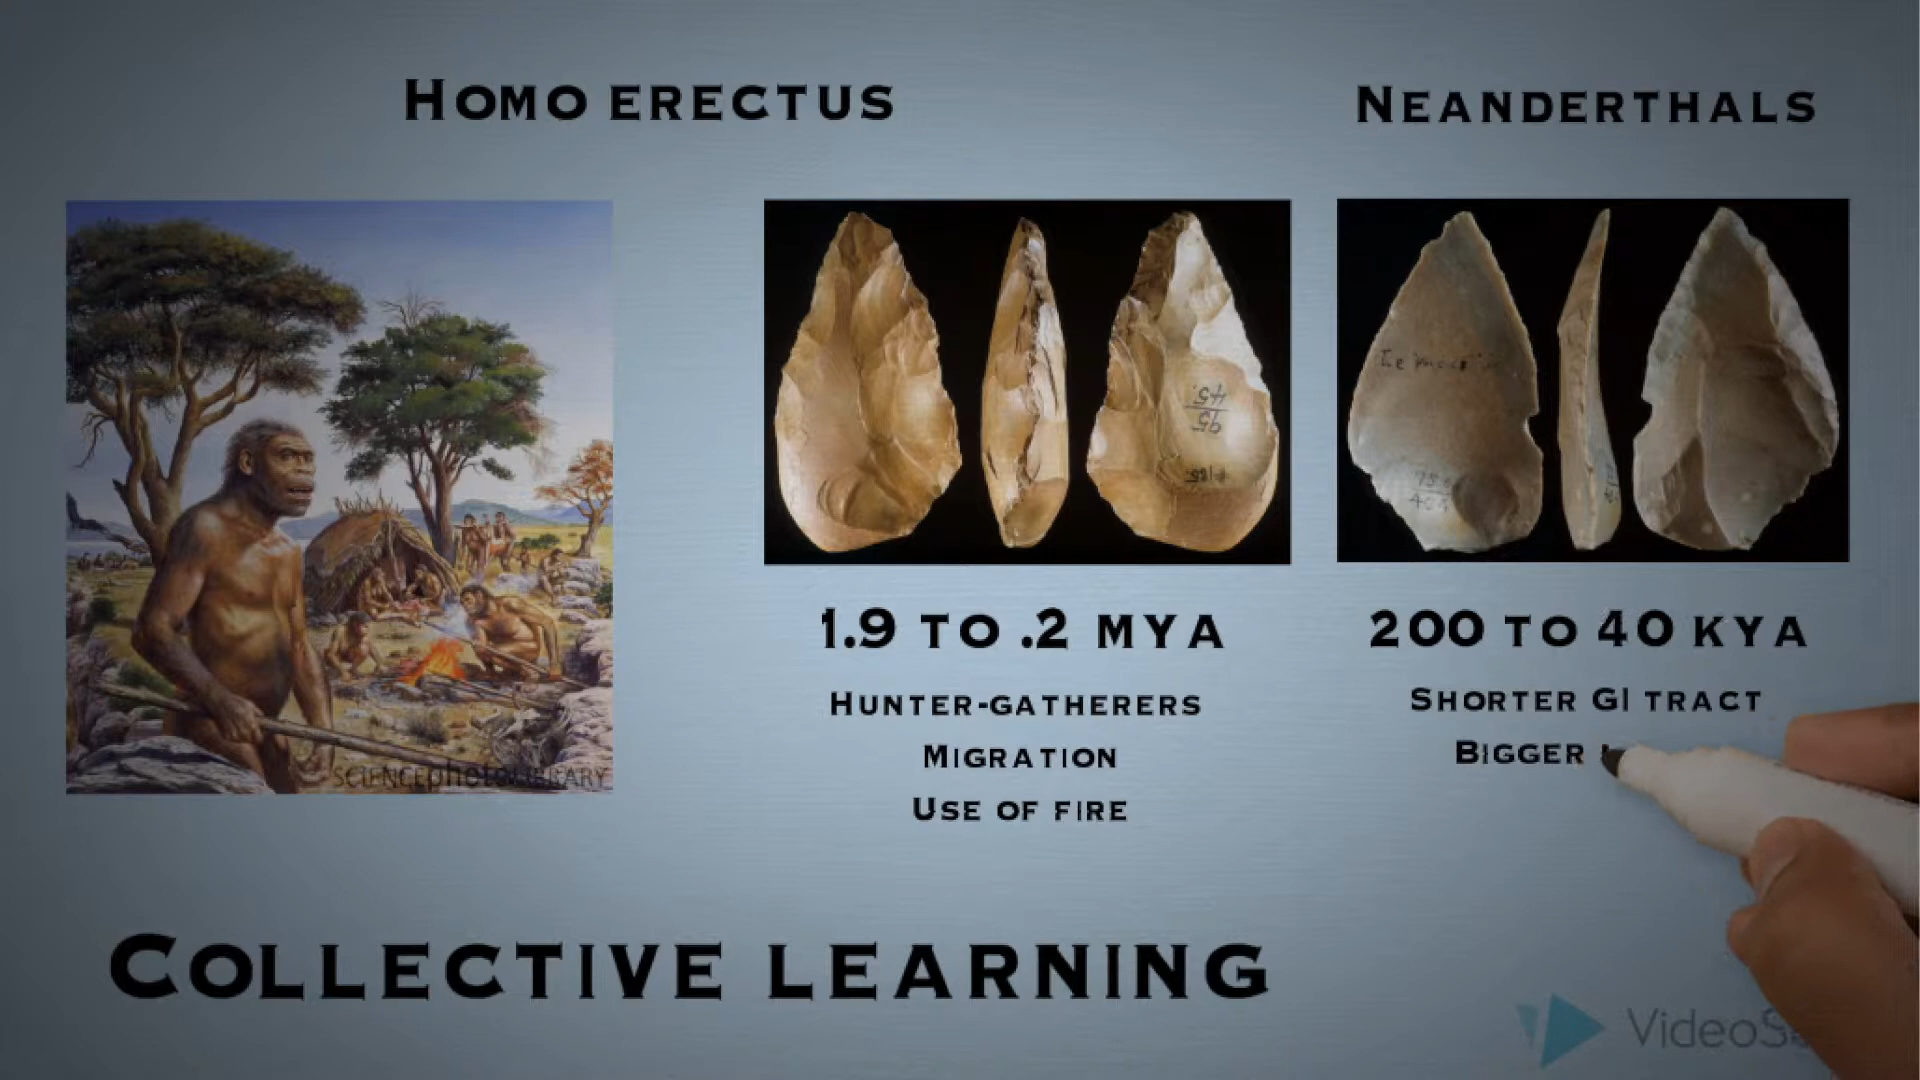 HOMO ERECTUS
NEANDERTHALS
SCIENCEphotoLIBRARY
1.9 TO .2 MYA
HUNTER-GATHERERS
MIGRATION
USE OF FIRE
200 TO 40 KYA
SHORTER GI TRACT
BIGGER
COLLECTIVE LEARNING